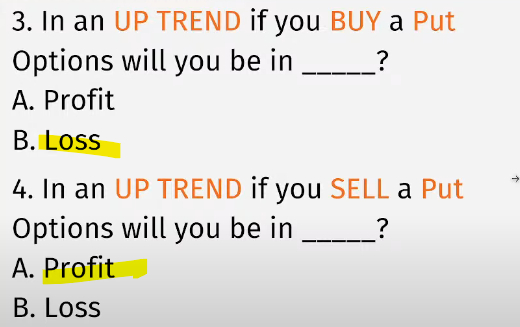 3. In an UP TREND if you BUY a Put
Options will you be in _____?
A. Profit
B. Loss
4. In an UP TREND if you SELL a Put
Options will you be in _____?
A. Profit
B. Loss